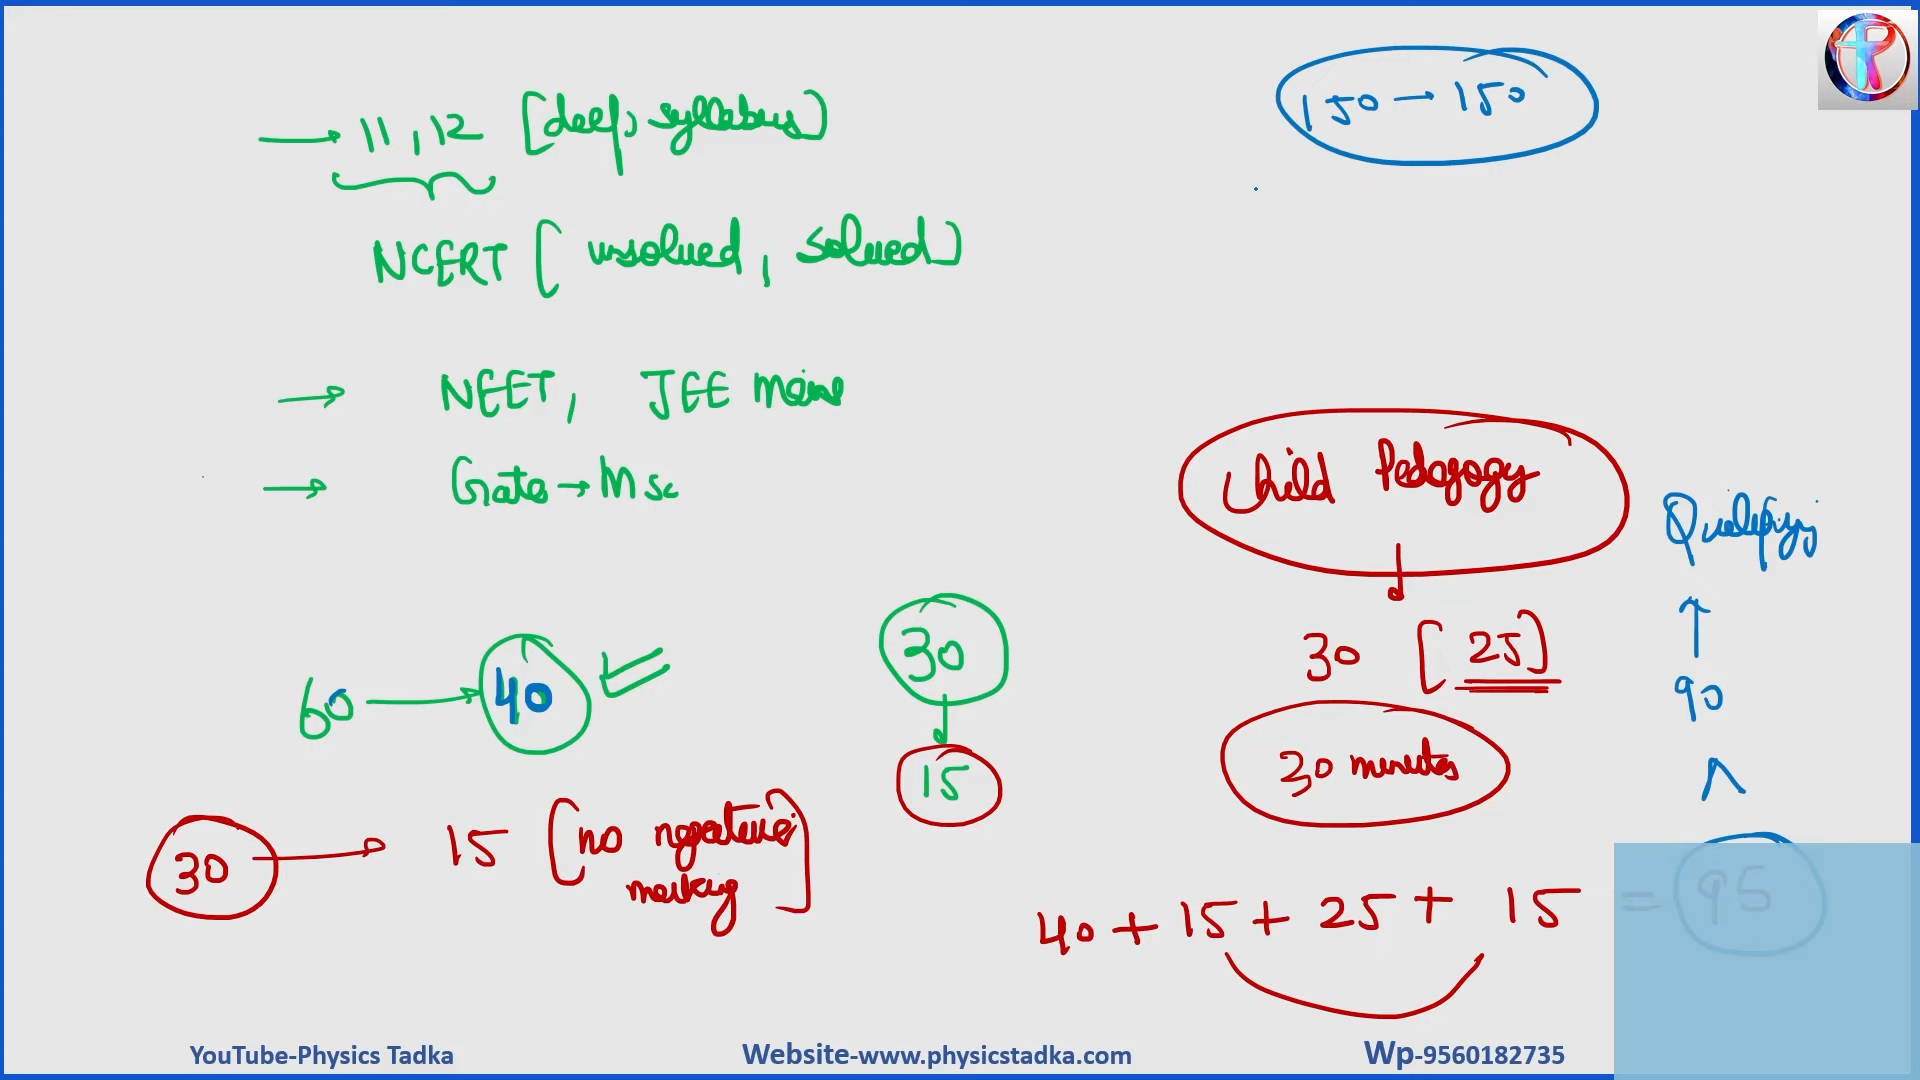 150 → 150
→ 11, 12 [deep, syllabus]
NCERT [unsolved, solved]
→ NEET, JEE mains
→ Gate → Msc
Child Pedagogy
Qualifying
30 [25]
90
60 → 40
30
15
30 minutes
30 → 15 [no negative
marking]
40 + 15 + 25 + 15 = 95
YouTube-Physics Tadka
Website-www.physicstadka.com
Wp-9560182735